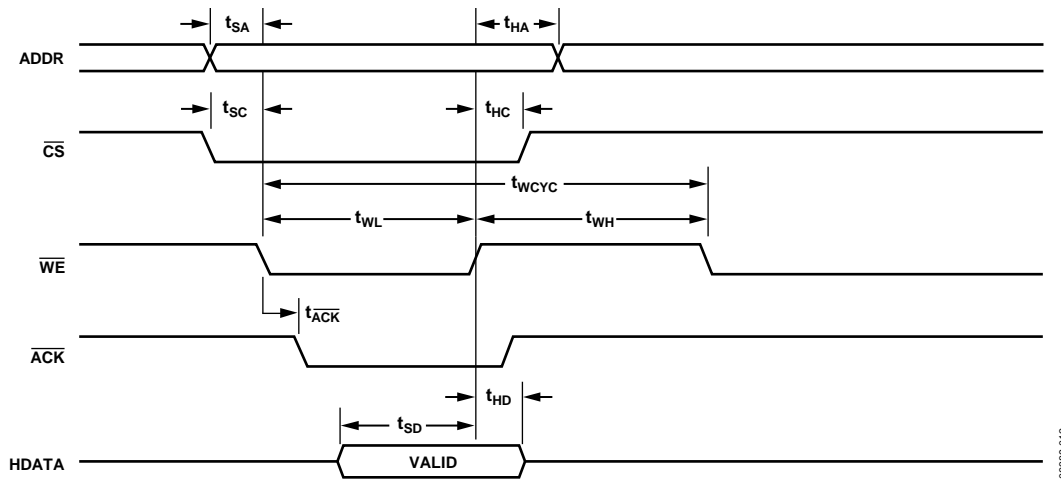 tSA tHA
ADDR
tSC tHC
CS
tWCYC
tWL tWH
WE
tACK
ACK
tHD
tSD
HDATA VALID